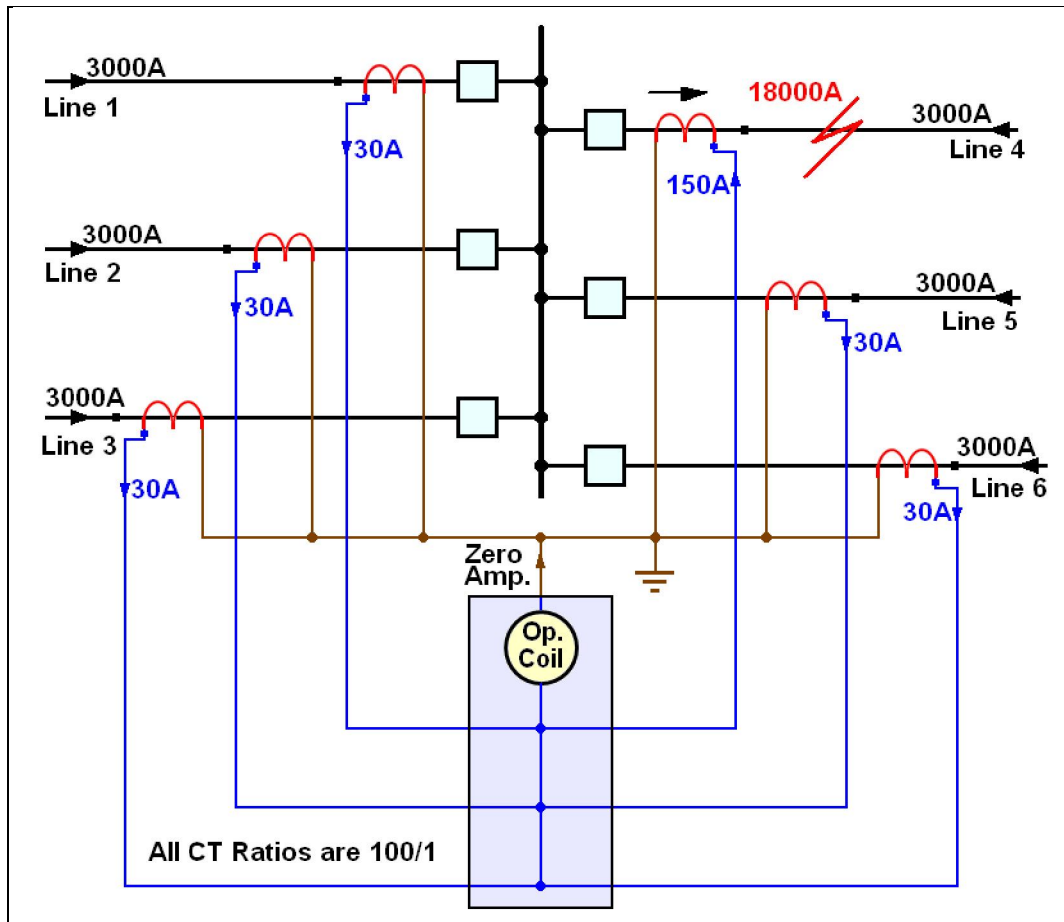 3000A
Line 1
30A
18000A
3000A
Line 4
150A
3000A
Line 2
30A
3000A
Line 5
30A
3000A
Line 3
30A
3000A
Line 6
30A
Zero
Amp.
Op.
Coil
All CT Ratios are 100/1